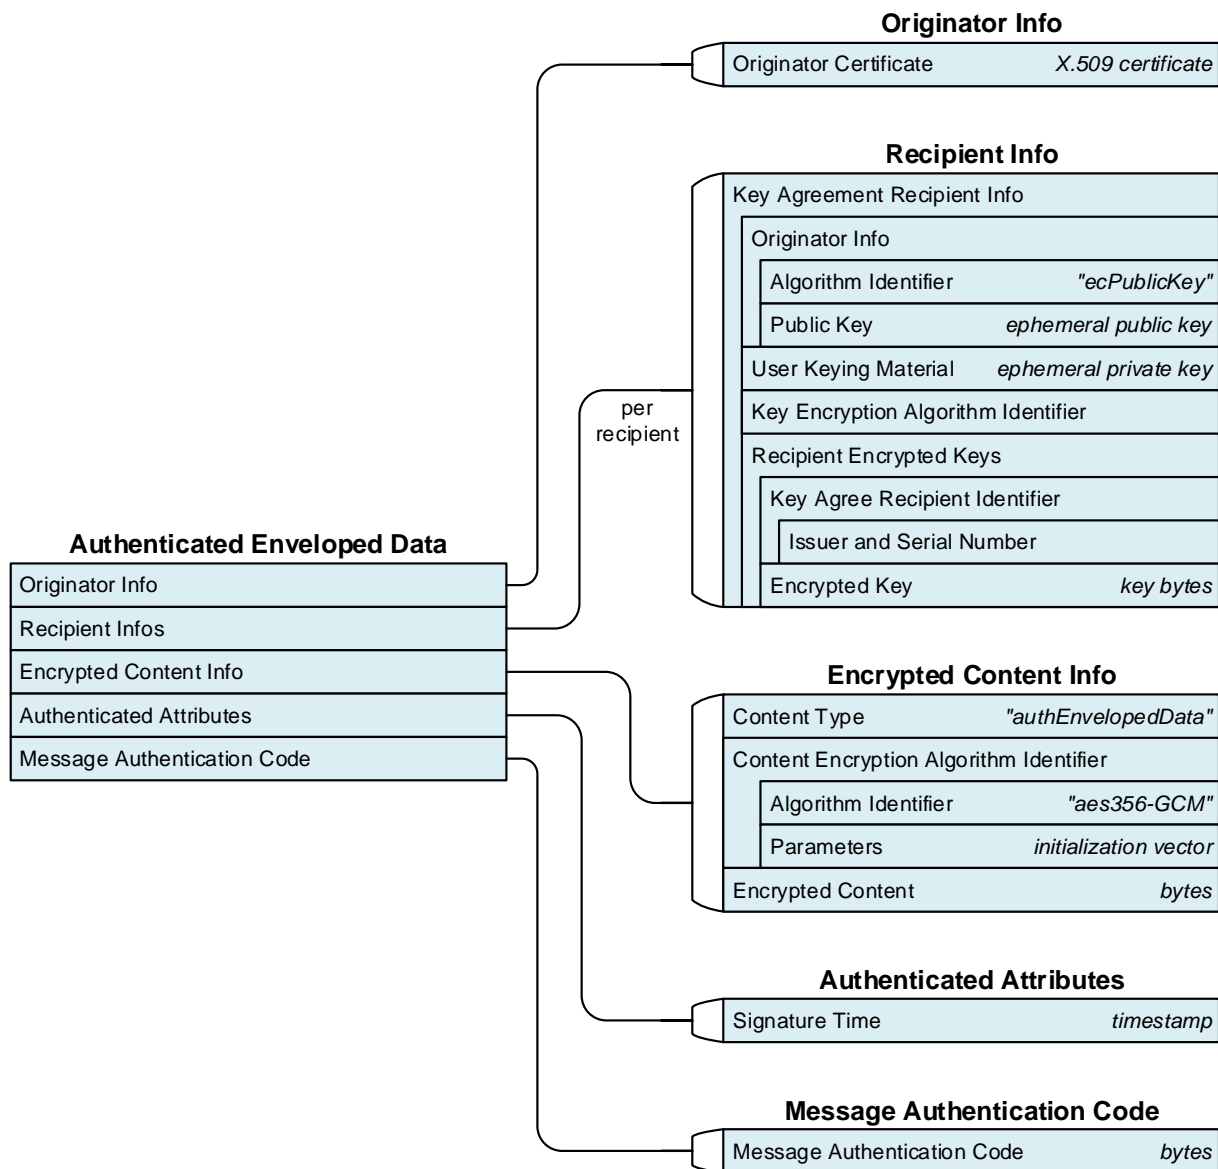 Originator Info
Originator Certificate X.509 certificate
Recipient Info
Key Agreement Recipient Info
Originator Info
Algorithm Identifier "ecPublicKey"
Public Key ephemeral public key
User Keying Material ephemeral private key
Key Encryption Algorithm Identifier
Recipient Encrypted Keys
Key Agree Recipient Identifier
Issuer and Serial Number
Encrypted Key key bytes
per
recipient
Authenticated Enveloped Data
Originator Info
Recipient Infos
Encrypted Content Info
Authenticated Attributes
Message Authentication Code
Encrypted Content Info
Content Type "authEnvelopedData"
Content Encryption Algorithm Identifier
Algorithm Identifier "aes356-GCM"
Parameters initialization vector
Encrypted Content bytes
Authenticated Attributes
Signature Time timestamp
Message Authentication Code
Message Authentication Code bytes